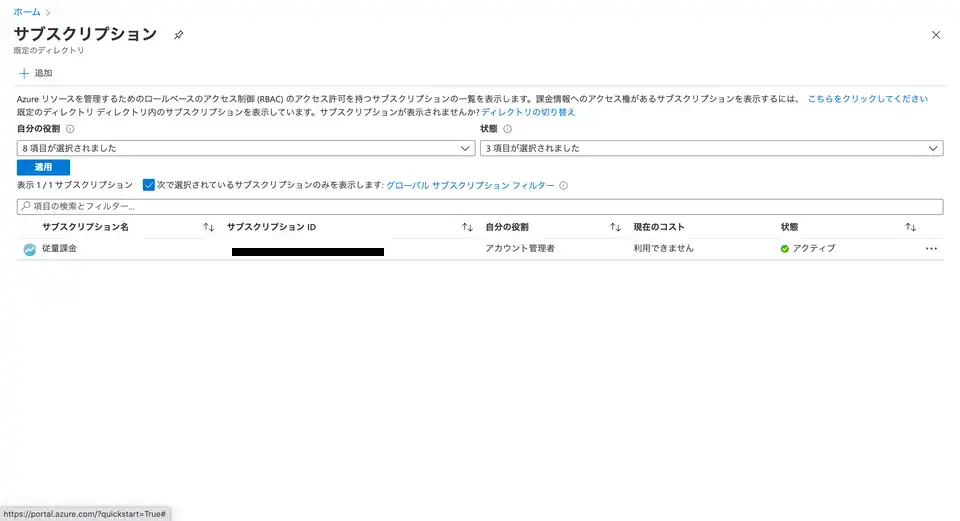 ホーム >
サブスクリプション
既定のディレクトリ
+ 追加
Azure リソースを管理するためのロールベースのアクセス制御 (RBAC) のアクセス許可を持つサブスクリプションの一覧を表示します。課金情報へのアクセス権があるサブスクリプションを表示するには、 こちらをクリックしてください
既定のディレクトリ ディレクトリ内のサブスクリプションを表示しています。サブスクリプションが表示されませんか? ディレクトリの切り替え
自分の役割 状態
8 項目が選択されました 3 項目が選択されました
適用
表示 1 / 1 サブスクリプション 次で選択されているサブスクリプションのみを表示します: グローバル サブスクリプション フィルター
項目の検索とフィルター...
サブスクリプション名 ↑↓ サブスクリプション ID ↑↓ 自分の役割 ↑↓ 現在のコスト 状態 ↑↓
従量課金 アカウント管理者 利用できません アクティブ ...
https://portal.azure.com/?quickstart=True#